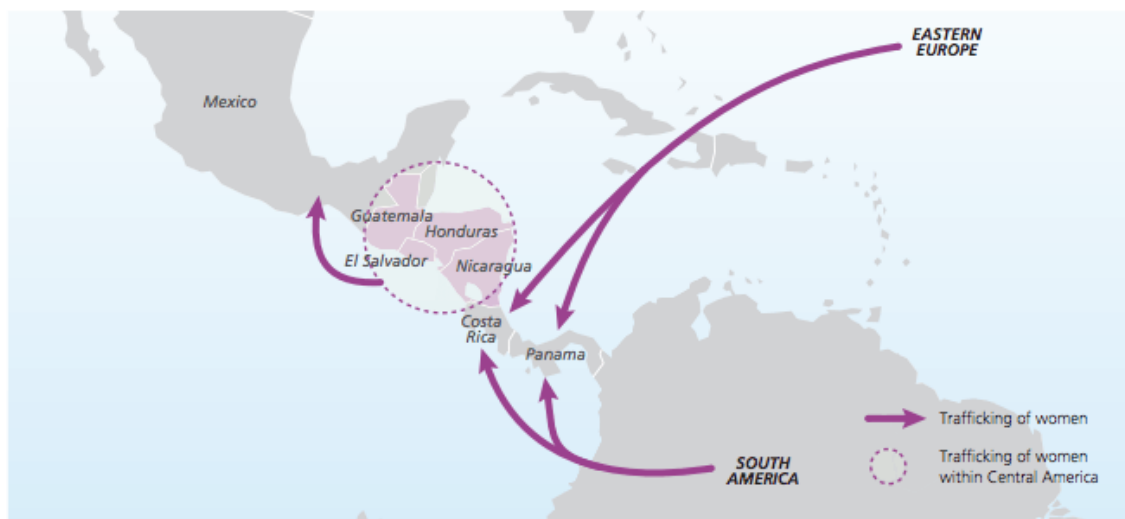 EASTERN
EUROPE
Mexico
Goatemala
Honduras
El Salvador
Nicaragua
Costa
Rica
Panama
Trafficking of women
SOUTH
AMERICA
Trafficking of women
within Central America